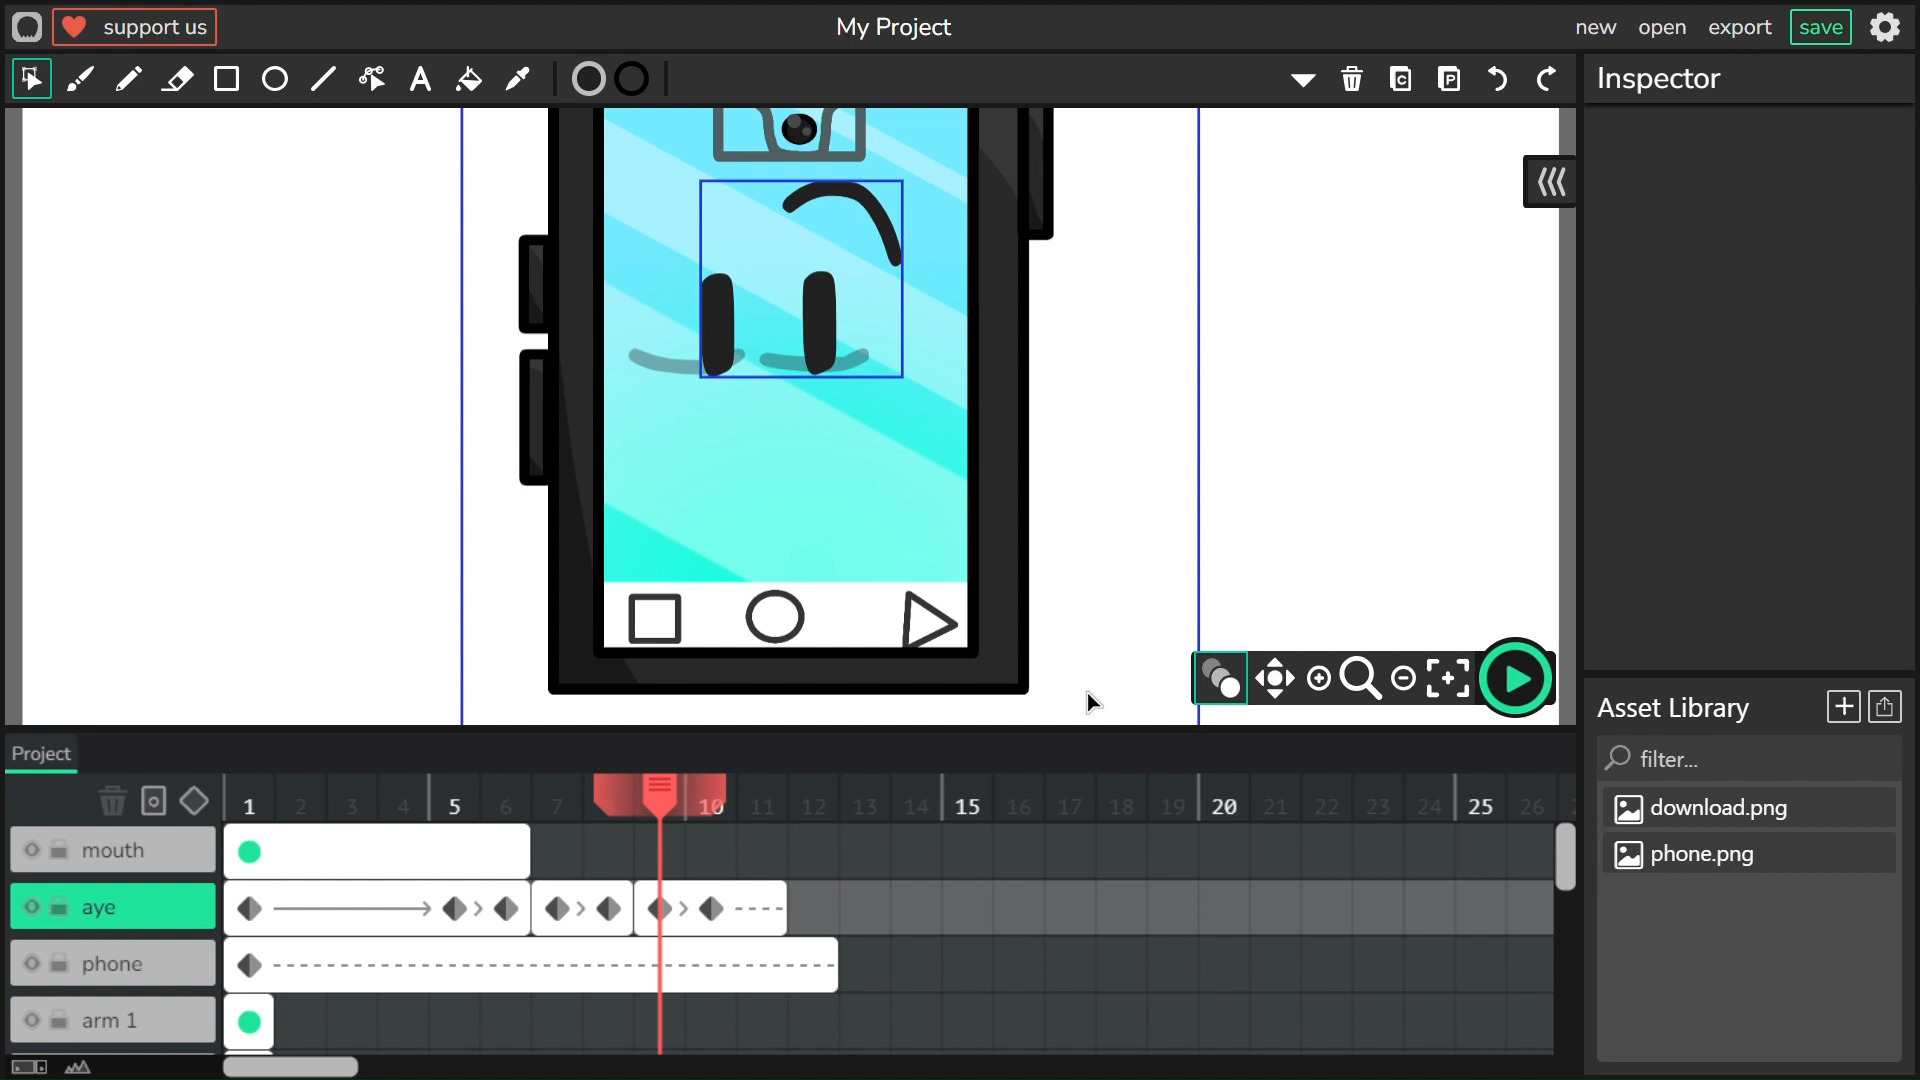 support us
My Project
new open export save
Inspector
Project
1 2 3 4 5 6 7 10 11 12 13 14 15 16 17 18 19 20 21 22 23 24 25 26
mouth
aye
phone
arm 1
Asset Library
filter...
download.png
phone.png